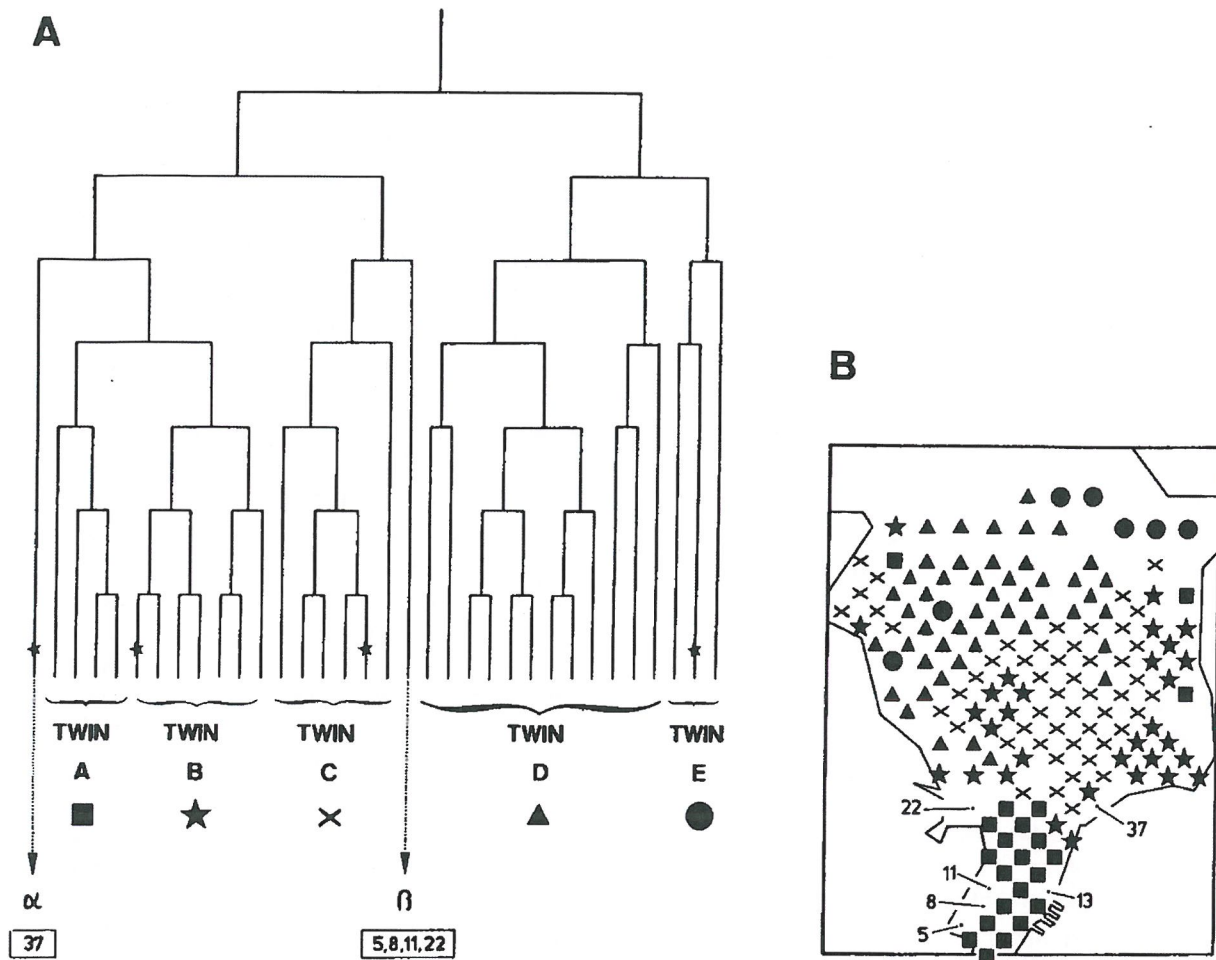 A
TWIN TWIN TWIN TWIN TWIN
A B C D E
α ß
37 5,8,11,22
B
22
37
11
13
8
5